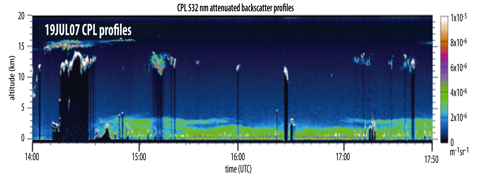 CPL 532 nm attenuated backscatter profiles
19JUL07 CPL profiles
altitude (km)
20
15
10
5
0
14:00 15:00 16:00 17:00 17:50
time (UTC)
1x10-5
8x10-6
6x10-6
4x10-6
2x10-6
0
m-1sr-1